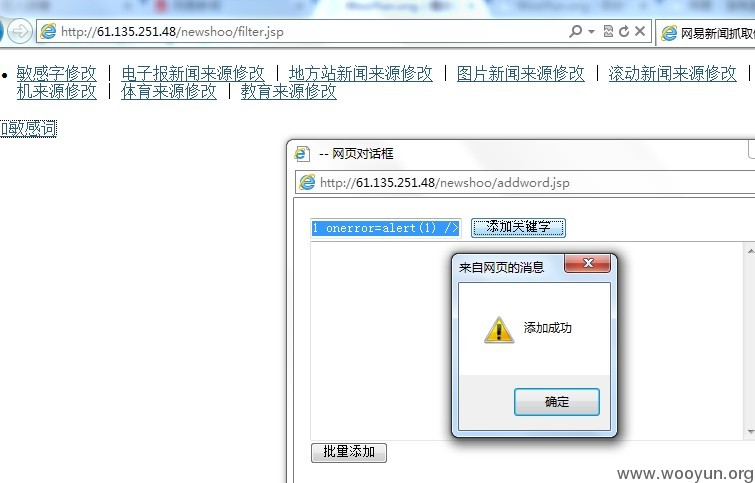 http://61.135.251.48/newshoo/filter.jsp
网易新闻抓取
敏感字修改 | 电子报新闻来源修改 | 地方站新闻来源修改 | 图片新闻来源修改 | 滚动新闻来源修改 |
机来源修改 | 体育来源修改 | 教育来源修改
加敏感词
-- 网页对话框
http://61.135.251.48/newshoo/addword.jsp
1 onerror=alert(1) />
添加关键字
来自网页的消息
添加成功
确定
批量添加
www.wooyun.org